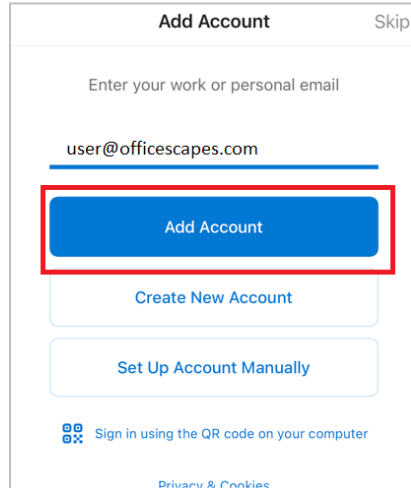 Add Account
Skip
Enter your work or personal email
user@officescapes.com
Add Account
Create New Account
Set Up Account Manually
Sign in using the QR code on your computer
Privacy & Cookies